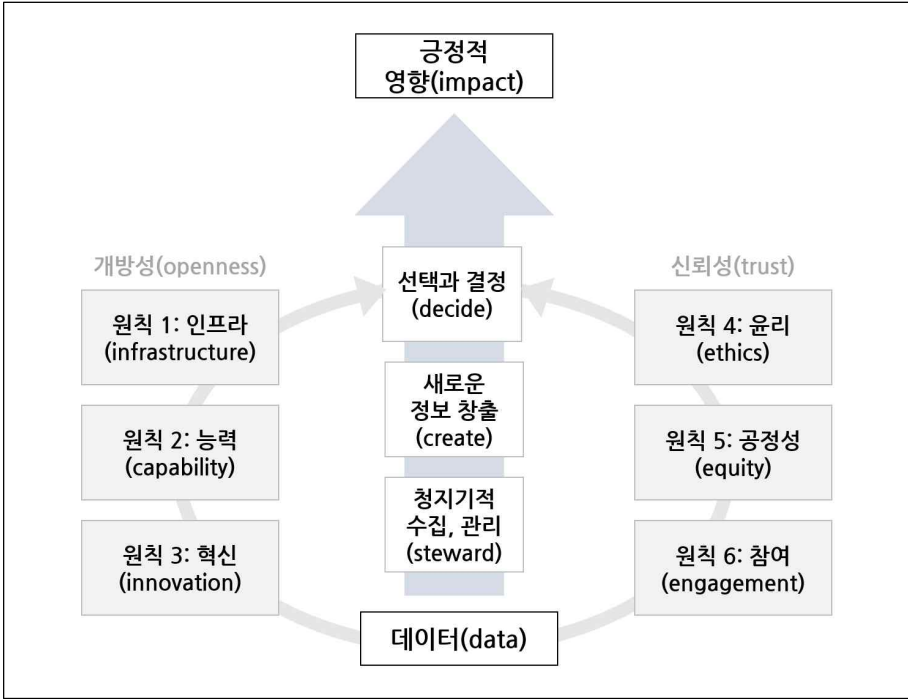 긍정적
영향(impact)
개방성(openness)
신뢰성(trust)
원칙 1: 인프라
(infrastructure)
선택과 결정
(decide)
원칙 4: 윤리
(ethics)
원칙 2: 능력
(capability)
새로운
정보 창출
(create)
원칙 5: 공정성
(equity)
원칙 3: 혁신
(innovation)
청지기적
수집, 관리
(steward)
원칙 6: 참여
(engagement)
데이터(data)